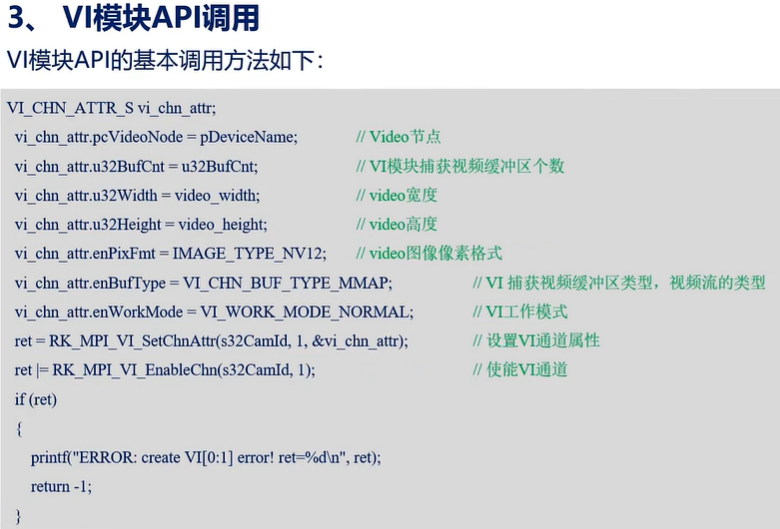 3、 VI模块API调用
VI模块API的基本调用方法如下：
VI_CHN_ATTR_S vi_chn_attr;
vi_chn_attr.pcVideoNode = pDeviceName; // Video节点
vi_chn_attr.u32BufCnt = u32BufCnt; // VI模块捕获视频缓冲区个数
vi_chn_attr.u32Width = video_width; // video宽度
vi_chn_attr.u32Height = video_height; // video高度
vi_chn_attr.enPixFmt = IMAGE_TYPE_NV12; // video图像像素格式
vi_chn_attr.enBufType = VI_CHN_BUF_TYPE_MMAP; // VI 捕获视频缓冲区类型，视频流的类型
vi_chn_attr.enWorkMode = VI_WORK_MODE_NORMAL; // VI工作模式
ret = RK_MPI_VI_SetChnAttr(s32CamId, 1, &vi_chn_attr); // 设置VI通道属性
ret |= RK_MPI_VI_EnableChn(s32CamId, 1); // 使能VI通道
if (ret)
{
printf("ERROR: create VI[0:1] error! ret=%d\n", ret);
return -1;
}